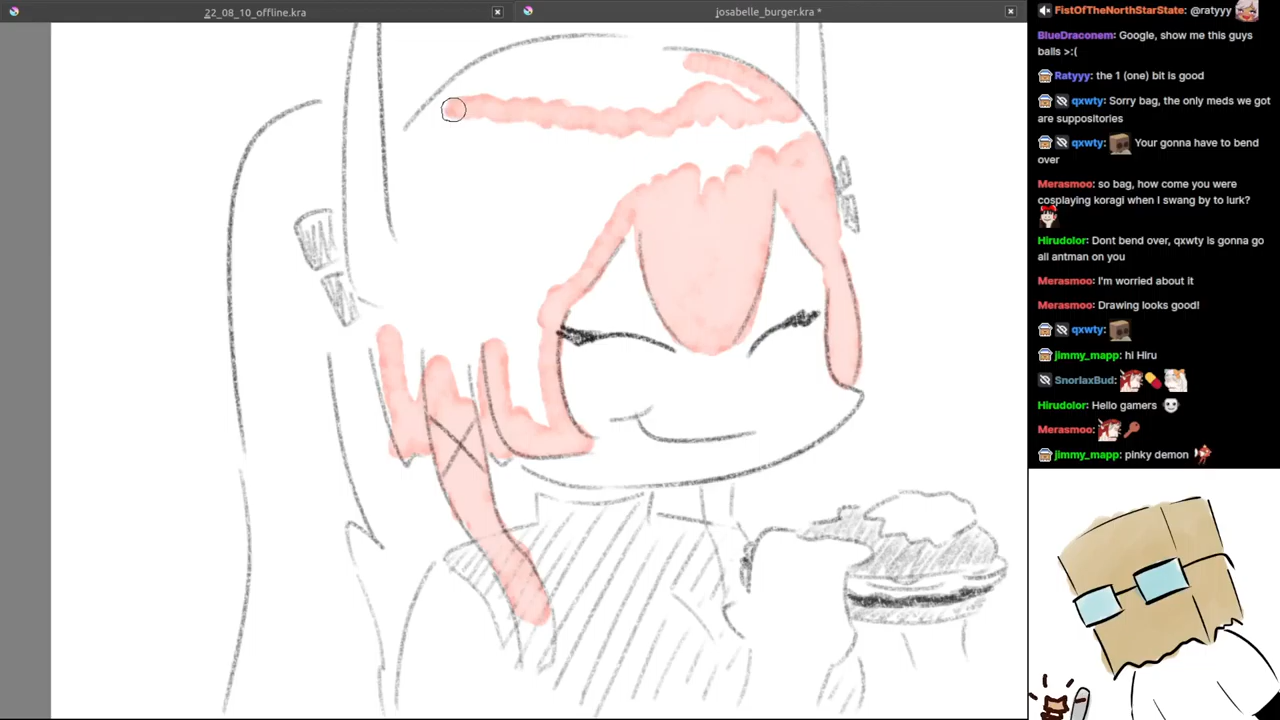 22_08_10_offline.kra
josabelle_burger.kra *
FistOfTheNorthStarState: @ratyyy
BlueDraconem: Google, show me this guys
balls >:(
Ratyyy: the 1 (one) bit is good
qxwty: Sorry bag, the only meds we got
are suppositories
qxwty: Your gonna have to bend
over
Merasmoo: so bag, how come you were
cosplaying koragi when I swang by to lurk?
Hirudolor: Dont bend over, qxwty is gonna go
all antman on you
Merasmoo: I'm worried about it
Merasmoo: Drawing looks good!
qxwty:
jimmy_mapp: hi Hiru
SnorlaxBud:
Hirudolor: Hello gamers
Merasmoo:
jimmy_mapp: pinky demon